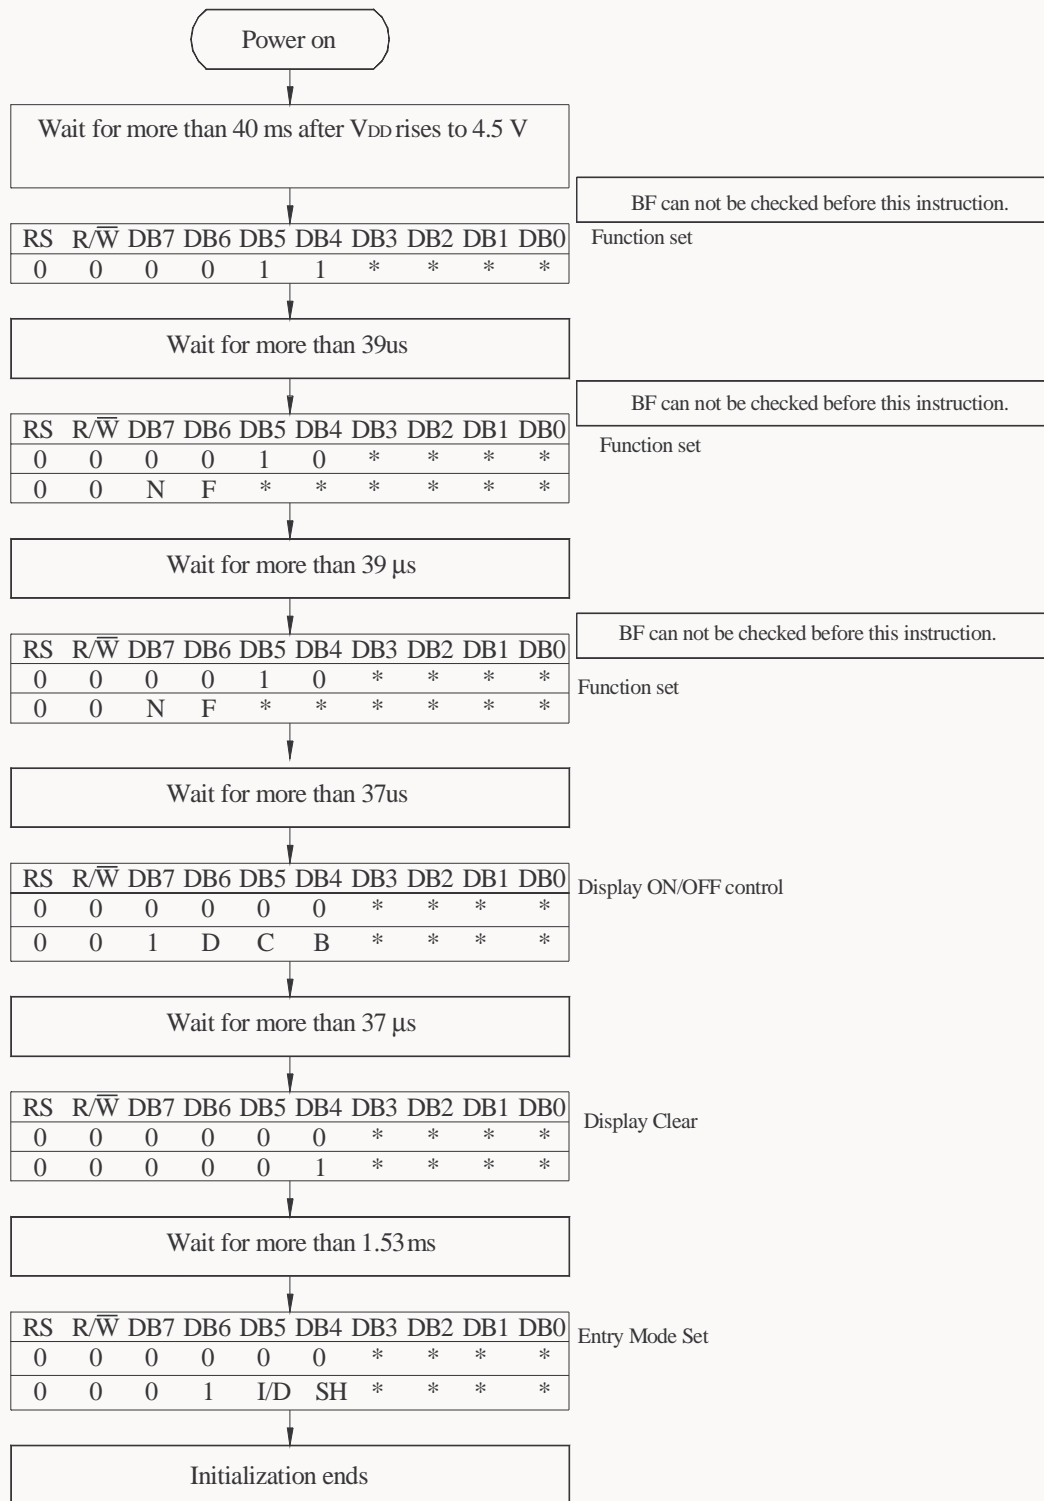 Power on
Wait for more than 40 ms after VDD rises to 4.5 V
BF can not be checked before this instruction.
RS R/W̅ DB7 DB6 DB5 DB4 DB3 DB2 DB1 DB0
Function set
0 0 0 0 1 1 * * * *
Wait for more than 39us
BF can not be checked before this instruction.
RS R/W̅ DB7 DB6 DB5 DB4 DB3 DB2 DB1 DB0
Function set
0 0 0 0 1 0 * * * *
0 0 N F * * * * * *
Wait for more than 39 µs
BF can not be checked before this instruction.
RS R/W̅ DB7 DB6 DB5 DB4 DB3 DB2 DB1 DB0
0 0 0 0 1 0 * * * *
Function set
0 0 N F * * * * * *
Wait for more than 37us
RS R/W̅ DB7 DB6 DB5 DB4 DB3 DB2 DB1 DB0
Display ON/OFF control
0 0 0 0 0 0 * * * *
0 0 1 D C B * * * *
Wait for more than 37 µs
RS R/W̅ DB7 DB6 DB5 DB4 DB3 DB2 DB1 DB0
Display Clear
0 0 0 0 0 0 * * * *
0 0 0 0 0 1 * * * *
Wait for more than 1.53ms
RS R/W̅ DB7 DB6 DB5 DB4 DB3 DB2 DB1 DB0
Entry Mode Set
0 0 0 0 0 0 * * * *
0 0 0 1 I/D SH * * * *
Initialization ends